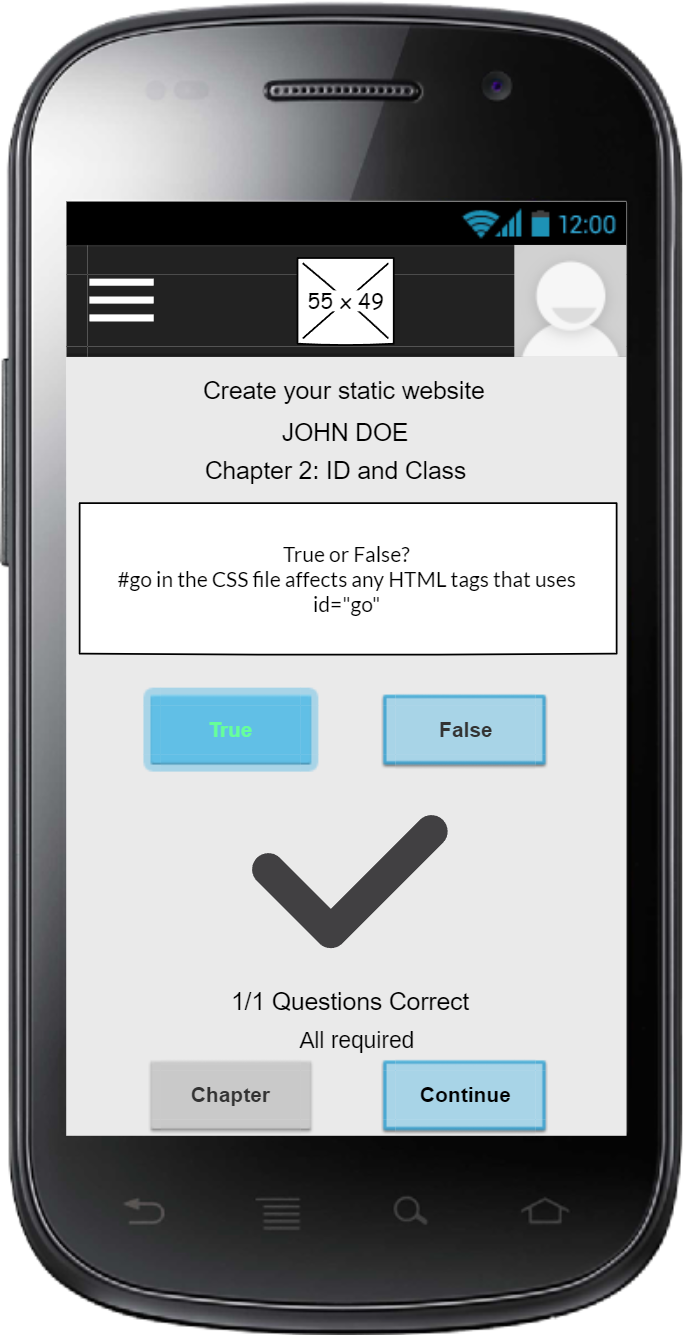 12:00
55 x 49
Create your static website
JOHN DOE
Chapter 2: ID and Class
True or False?
#go in the CSS file affects any HTML tags that uses
id="go"
True
False
1/1 Questions Correct
All required
Chapter
Continue